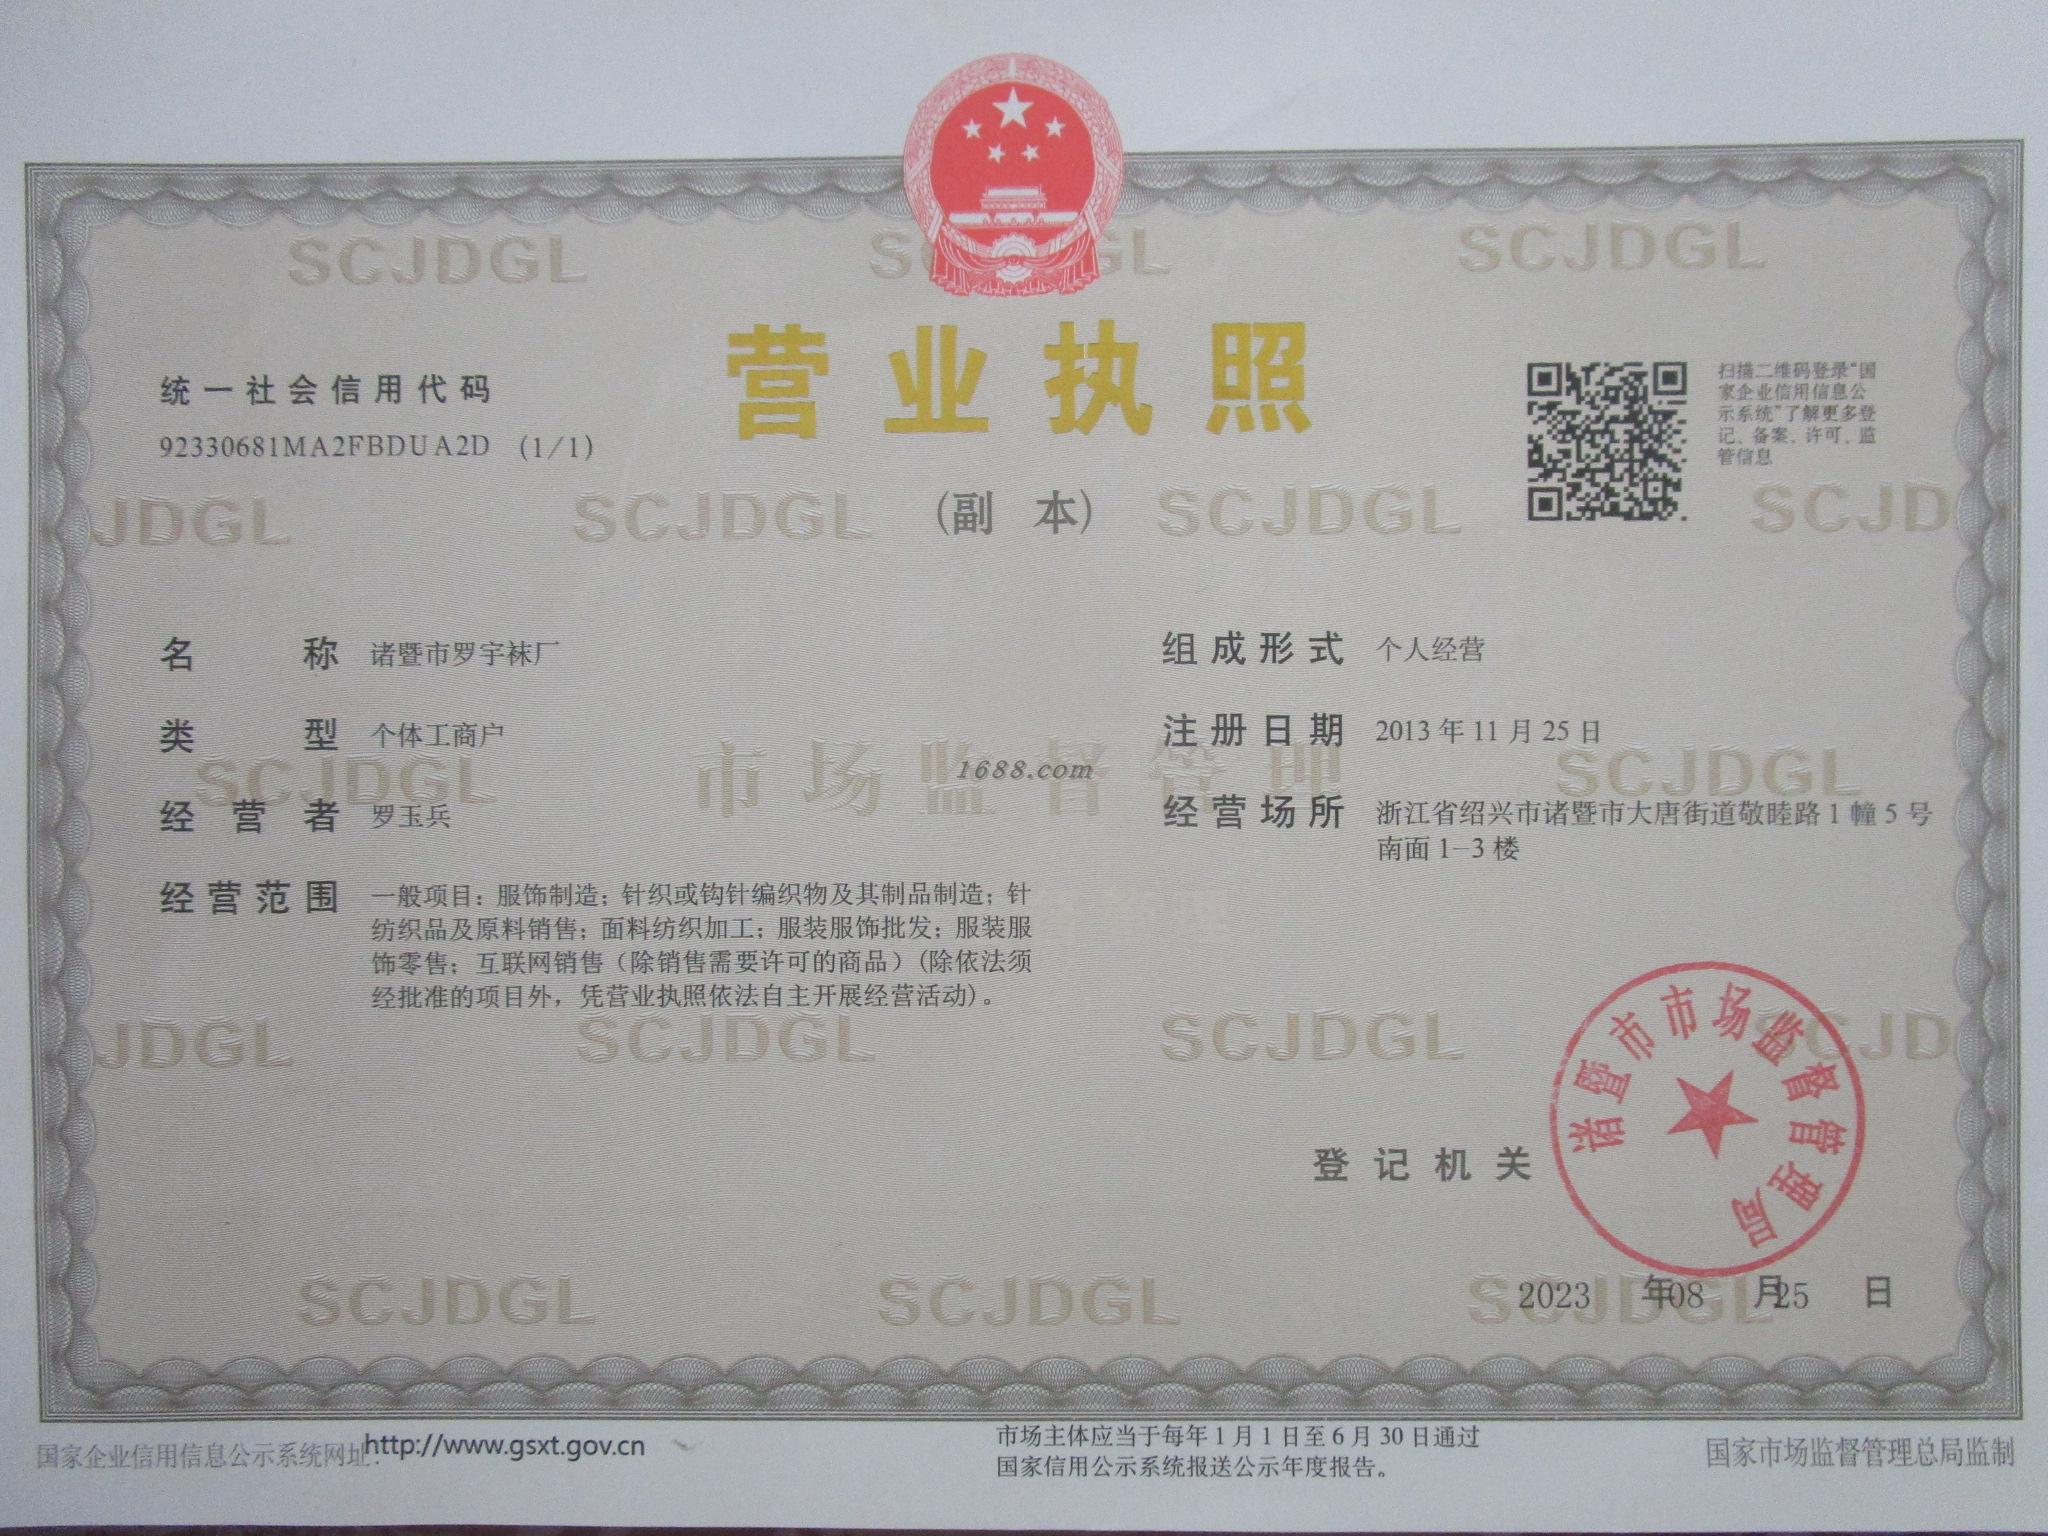 营业执照
(副 本)
统一社会信用代码
92330681MA2FBDUA2D (1/1)
扫描二维码登录“国
家企业信用信息公
示系统”了解更多登
记、备案、许可、监
管信息
名称 诸暨市罗宇袜厂
类型 个体工商户
经营者 罗玉兵
经营范围 一般项目：服饰制造；针织或钩针编织物及其制品制造；针
纺织品及原料销售；面料纺织加工；服装服饰批发；服装服
饰零售；互联网销售（除销售需要许可的商品）(除依法须
经批准的项目外，凭营业执照依法自主开展经营活动)。
组成形式 个人经营
注册日期 2013 年 11 月 25 日
经营场所 浙江省绍兴市诸暨市大唐街道敬睦路 1 幢 5 号
南面 1-3 楼
SCJDGL
SCJDGL
SCJDGL
JDGL
SCJDGL
SCJDGL
SCJD
SCJDGL
市场监督管理
SCJDGL
JDGL
SCJDGL
SCJDGL
SCJD
SCJDGL
SCJDGL
SCJDGL
1688.com
登记机关
诸暨市市场监督管理局
2023 年 08 月 25 日
国家企业信用信息公示系统网址：http://www.gsxt.gov.cn
市场主体应当于每年 1 月 1 日至 6 月 30 日通过
国家信用公示系统报送公示年度报告。
国家市场监督管理总局监制